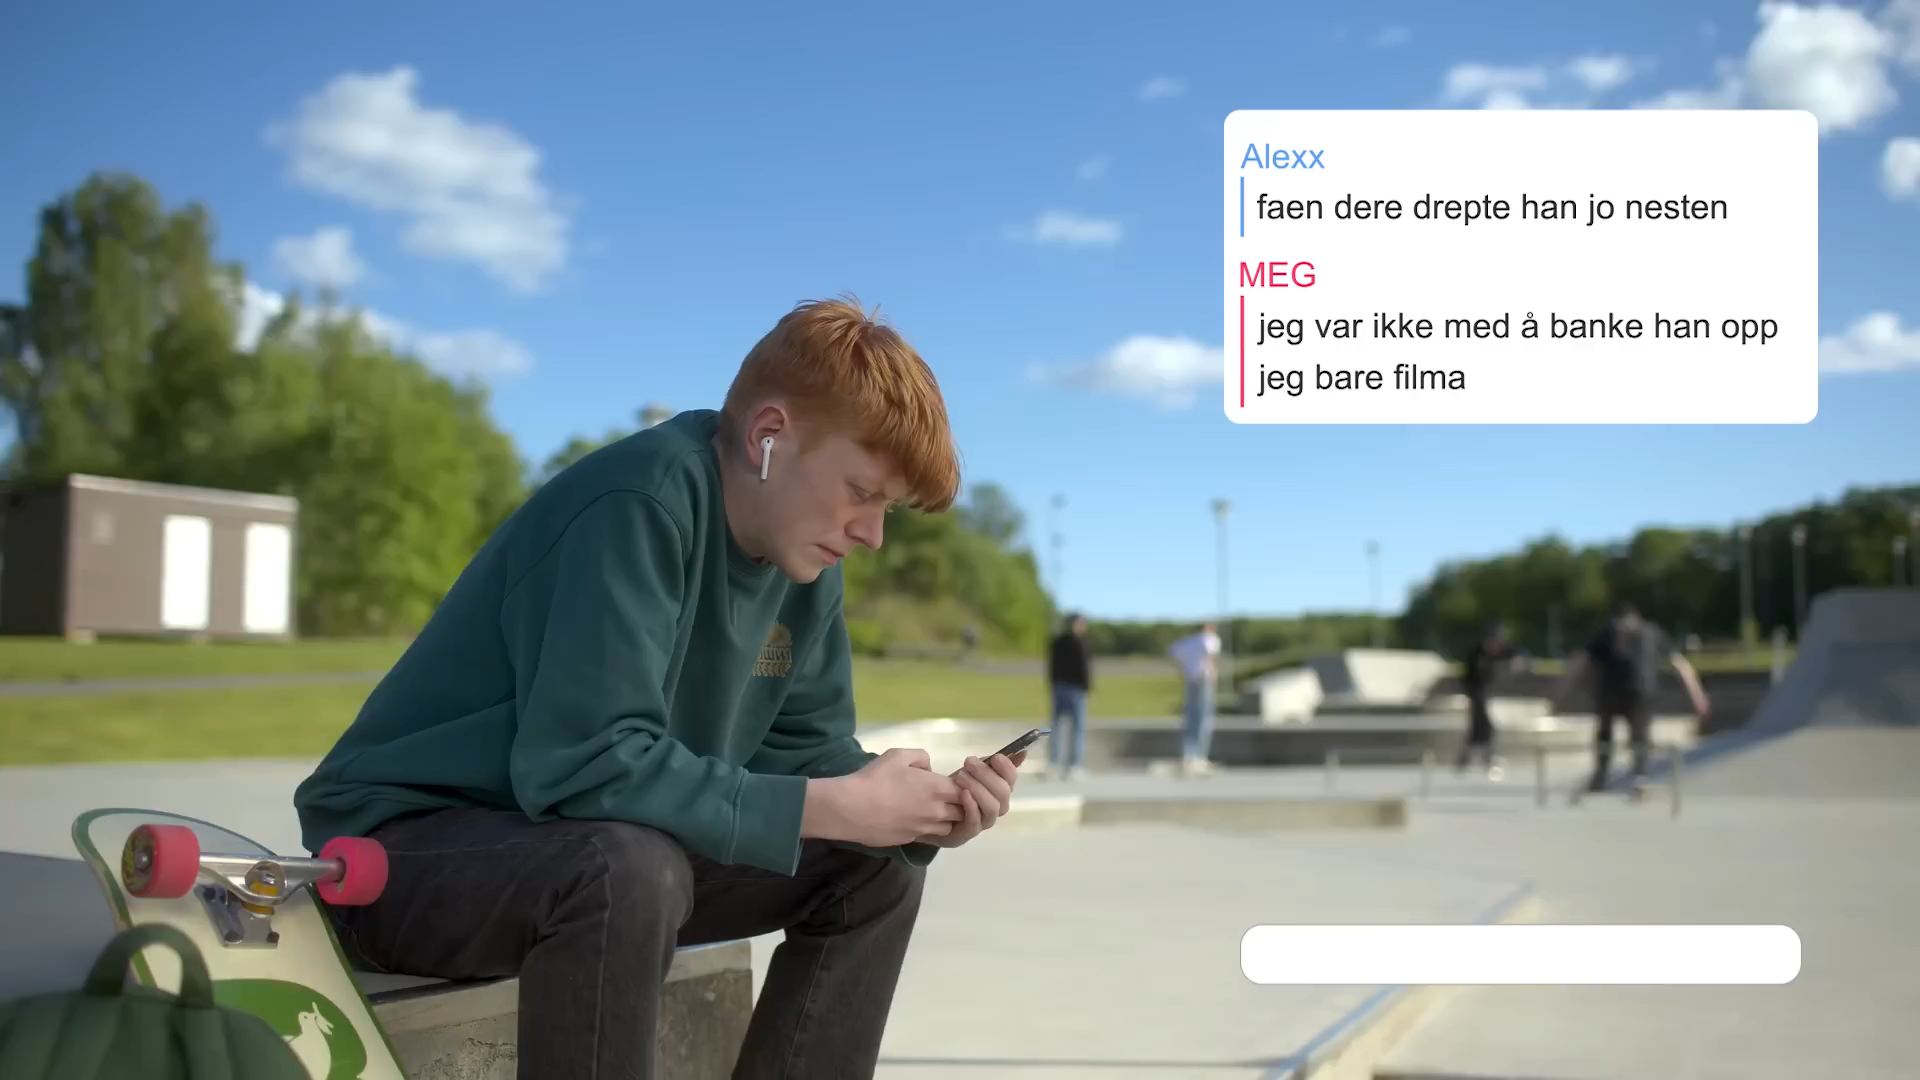 Alexx
faen dere drepte han jo nesten
MEG
jeg var ikke med å banke han opp
jeg bare filma